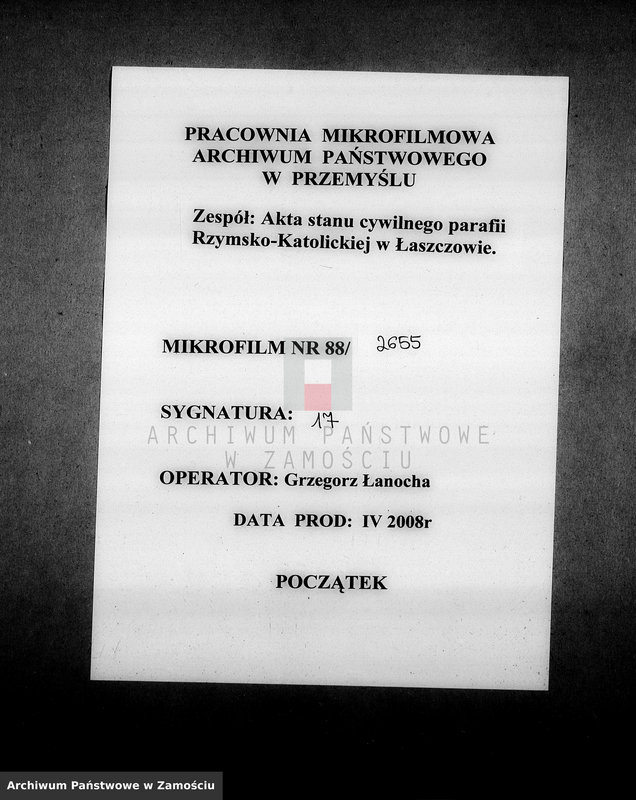 PRACOWNIA MIKROFILMOWA
ARCHIWUM PAŃSTWOWEGO
W PRZEMYŚLU
Zespół: Akta stanu cywilnego parafii
Rzymsko-Katolickiej w Łaszczowie.
MIKROFILM NR 88/ 2655
SYGNATURA: 17
ARCHIWUM PAŃSTWOWE
W ZAMOŚCIU
OPERATOR: Grzegorz Łanocha
DATA PROD: IV 2008r
POCZĄTEK
Archiwum Państwowe w Zamościu